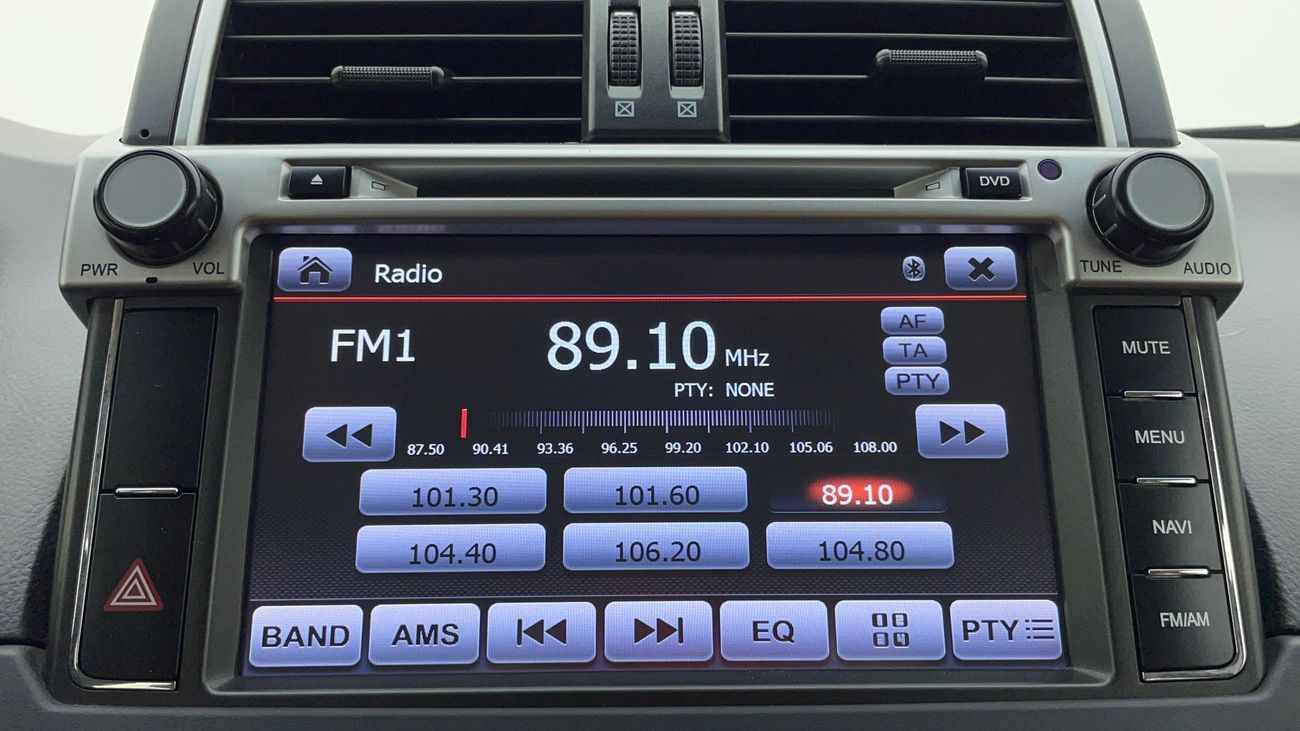 DVD
PWR VOL
TUNE AUDIO
Radio
FM1 89.10 MHz
PTY: NONE
AF
TA
PTY
87.50 90.41 93.36 96.25 99.20 102.10 105.06 108.00
101.30 101.60 89.10
104.40 106.20 104.80
BAND AMS EQ PTY
MUTE
MENU
NAVI
FM/AM